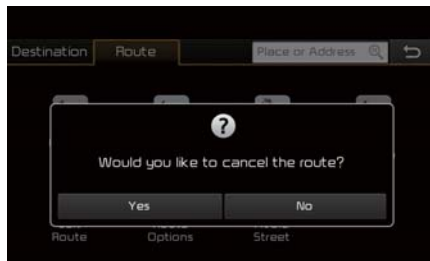 Destination
Route
Place or Address
?
Would you like to cancel the route?
Yes
No
Route
Options
Street